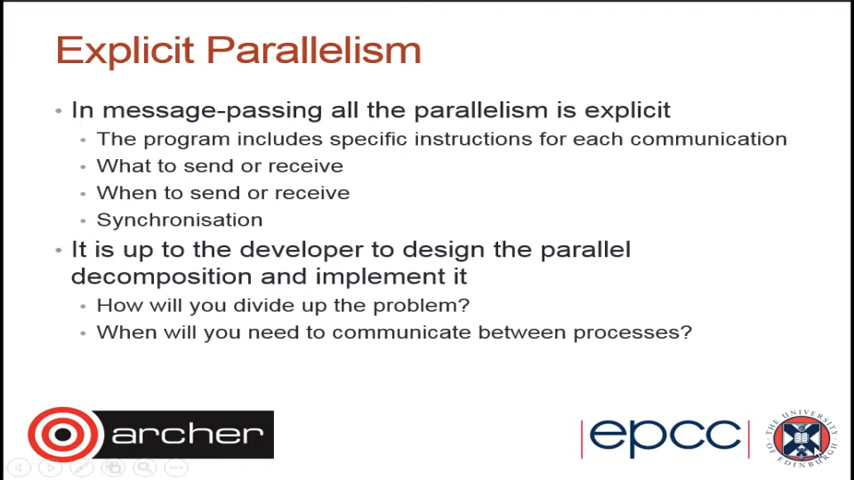 Explicit Parallelism
• In message-passing all the parallelism is explicit
• The program includes specific instructions for each communication
• What to send or receive
• When to send or receive
• Synchronisation
• It is up to the developer to design the parallel
decomposition and implement it
• How will you divide up the problem?
• When will you need to communicate between processes?
archer
|epcc|
THE UNIVERSITY
OF EDINBURGH